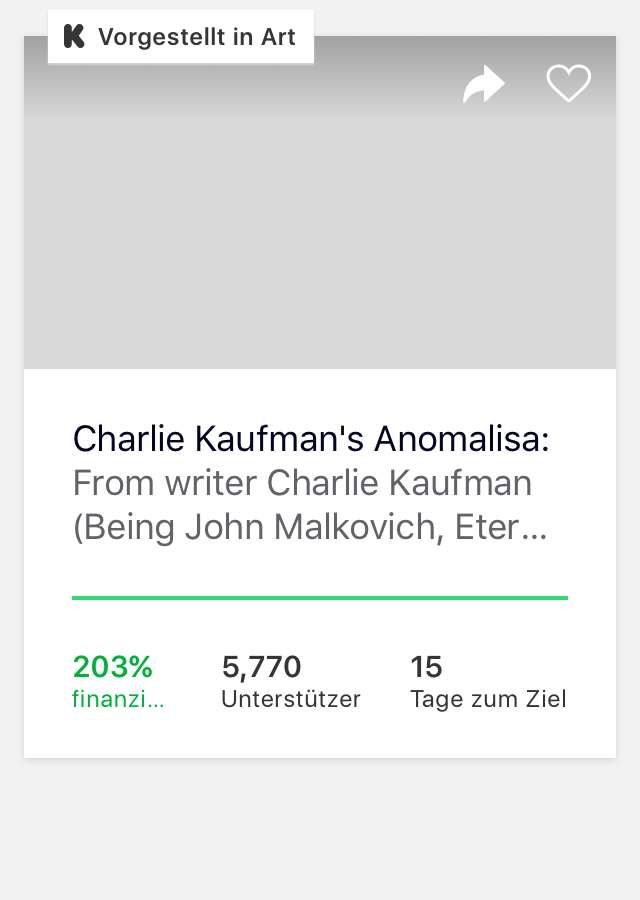 Vorgestellt in Art
Charlie Kaufman's Anomalisa:
From writer Charlie Kaufman
(Being John Malkovich, Eter…
203% 5,770 15
finanzi… Unterstützer Tage zum Ziel